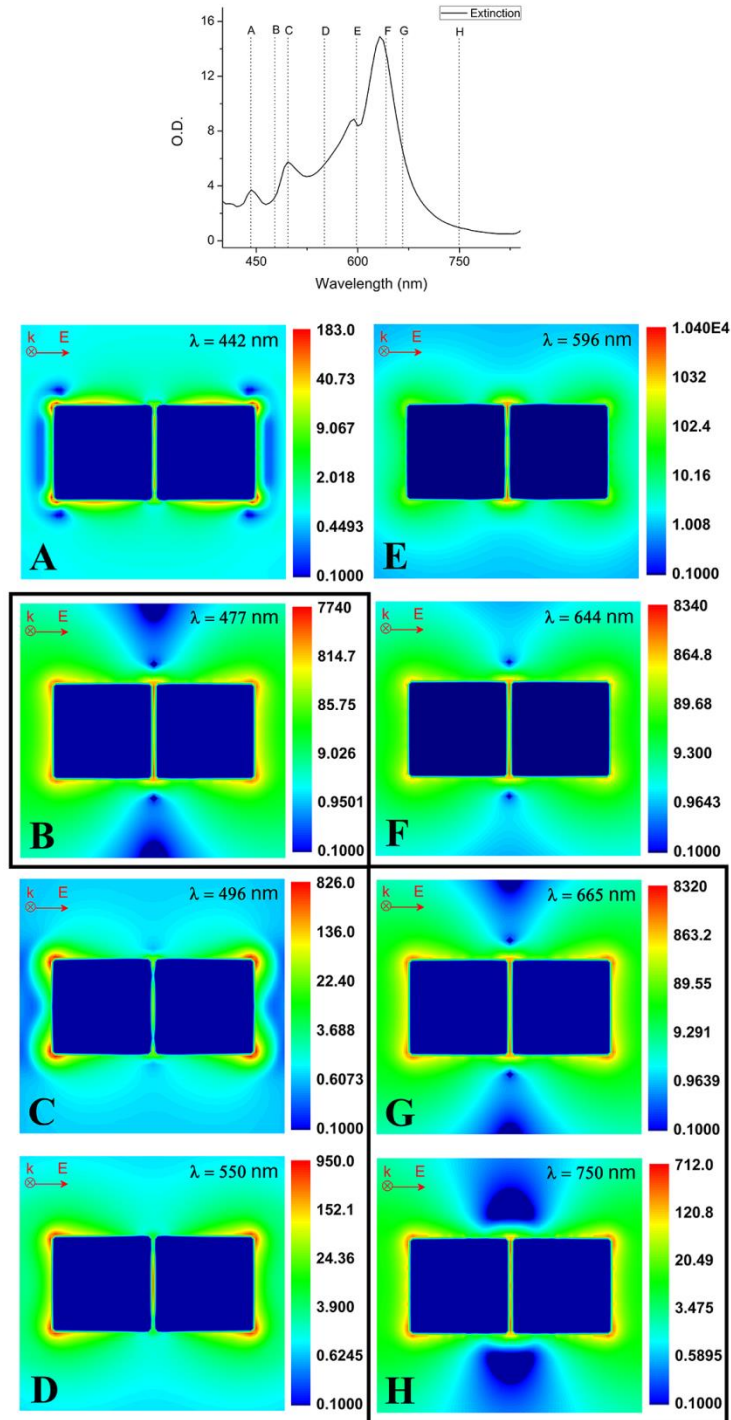 Extinction
A B C D E F G H
16
12
8
4
0
O.D.
450 600 750
Wavelength (nm)
k E
λ = 442 nm
183.0
40.73
9.067
2.018
0.4493
0.1000
A
k E
λ = 596 nm
1.040E4
1032
102.4
10.16
1.008
0.1000
E
k E
λ = 477 nm
7740
814.7
85.75
9.026
0.9501
0.1000
B
k E
λ = 644 nm
8340
864.8
89.68
9.300
0.9643
0.1000
F
k E
λ = 496 nm
826.0
136.0
22.40
3.688
0.6073
0.1000
C
k E
λ = 665 nm
8320
863.2
89.55
9.291
0.9639
0.1000
G
k E
λ = 550 nm
950.0
152.1
24.36
3.900
0.6245
0.1000
D
k E
λ = 750 nm
712.0
120.8
20.49
3.475
0.5895
0.1000
H